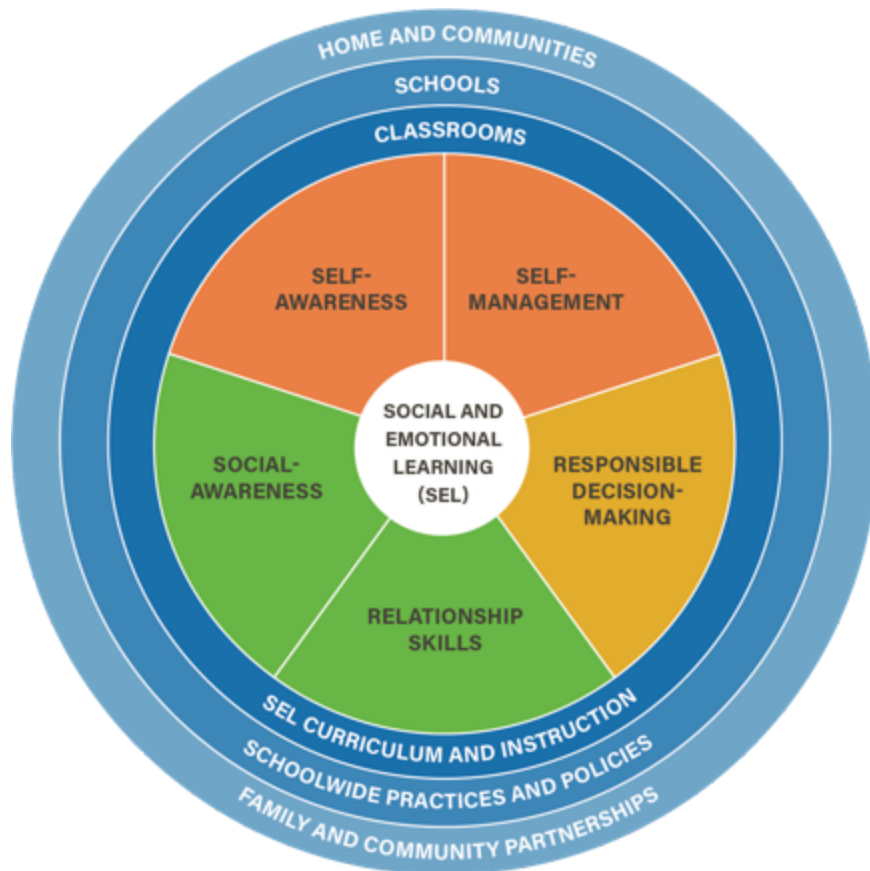 HOME AND COMMUNITIES
SCHOOLS
CLASSROOMS
SELF-
AWARENESS
SELF-
MANAGEMENT
SOCIAL AND
EMOTIONAL
LEARNING
(SEL)
SOCIAL-
AWARENESS
RESPONSIBLE
DECISION-
MAKING
RELATIONSHIP
SKILLS
SEL CURRICULUM AND INSTRUCTION
SCHOOLWIDE PRACTICES AND POLICIES
FAMILY AND COMMUNITY PARTNERSHIPS